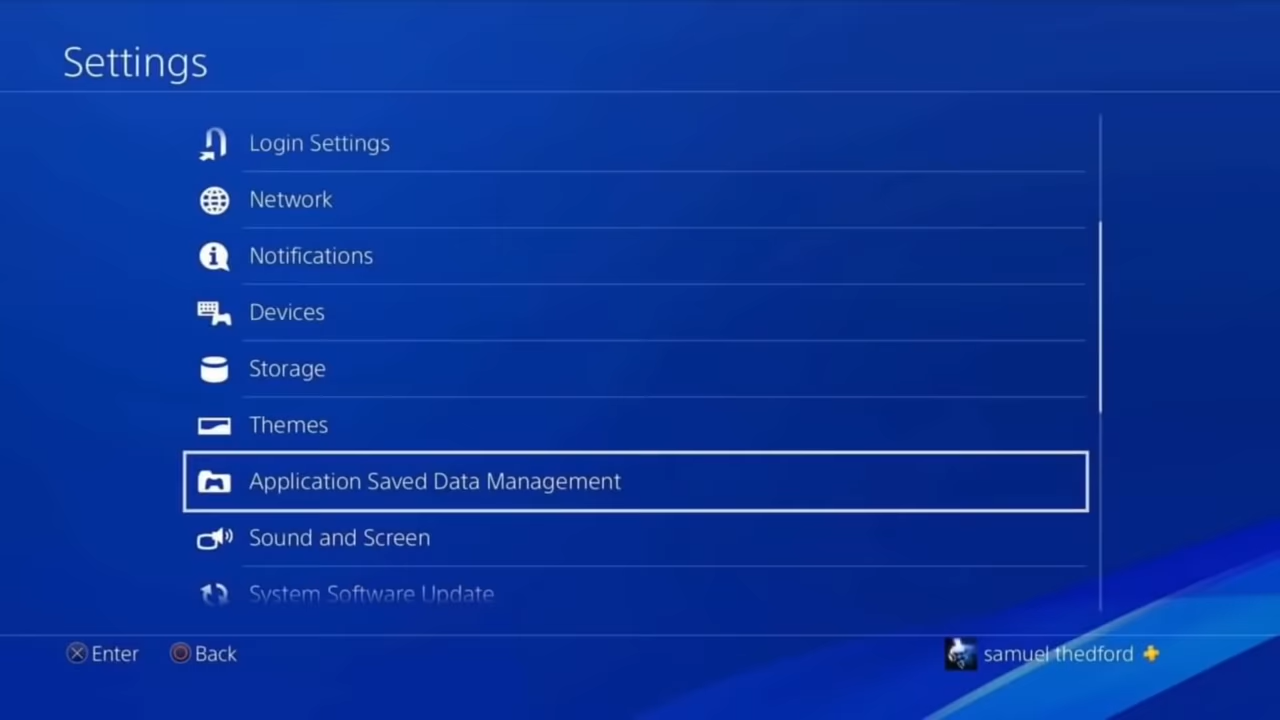 Settings
Login Settings
Network
Notifications
Devices
Storage
Themes
Application Saved Data Management
Sound and Screen
System Software Update
Enter Back samuel thedford